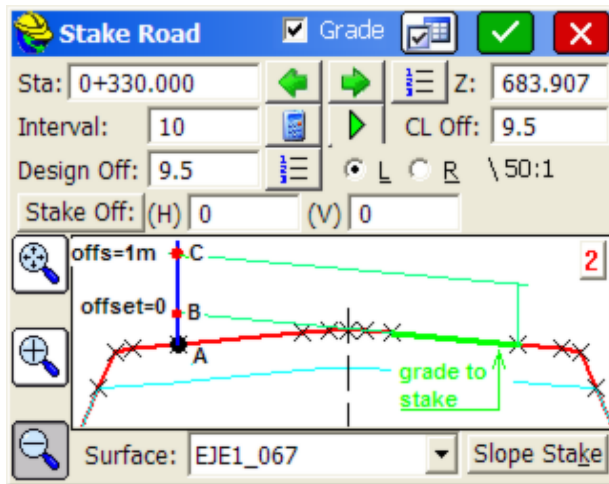 Stake Road Grade
Sta: 0+330.000 Z: 683.907
Interval: 10 CL Off: 9.5
Design Off: 9.5 L R \50:1
Stake Off: (H) 0 (V) 0
offs=1m C 2
offset=0 B
A
grade to
stake
Surface: EJE1_067 Slope Stake